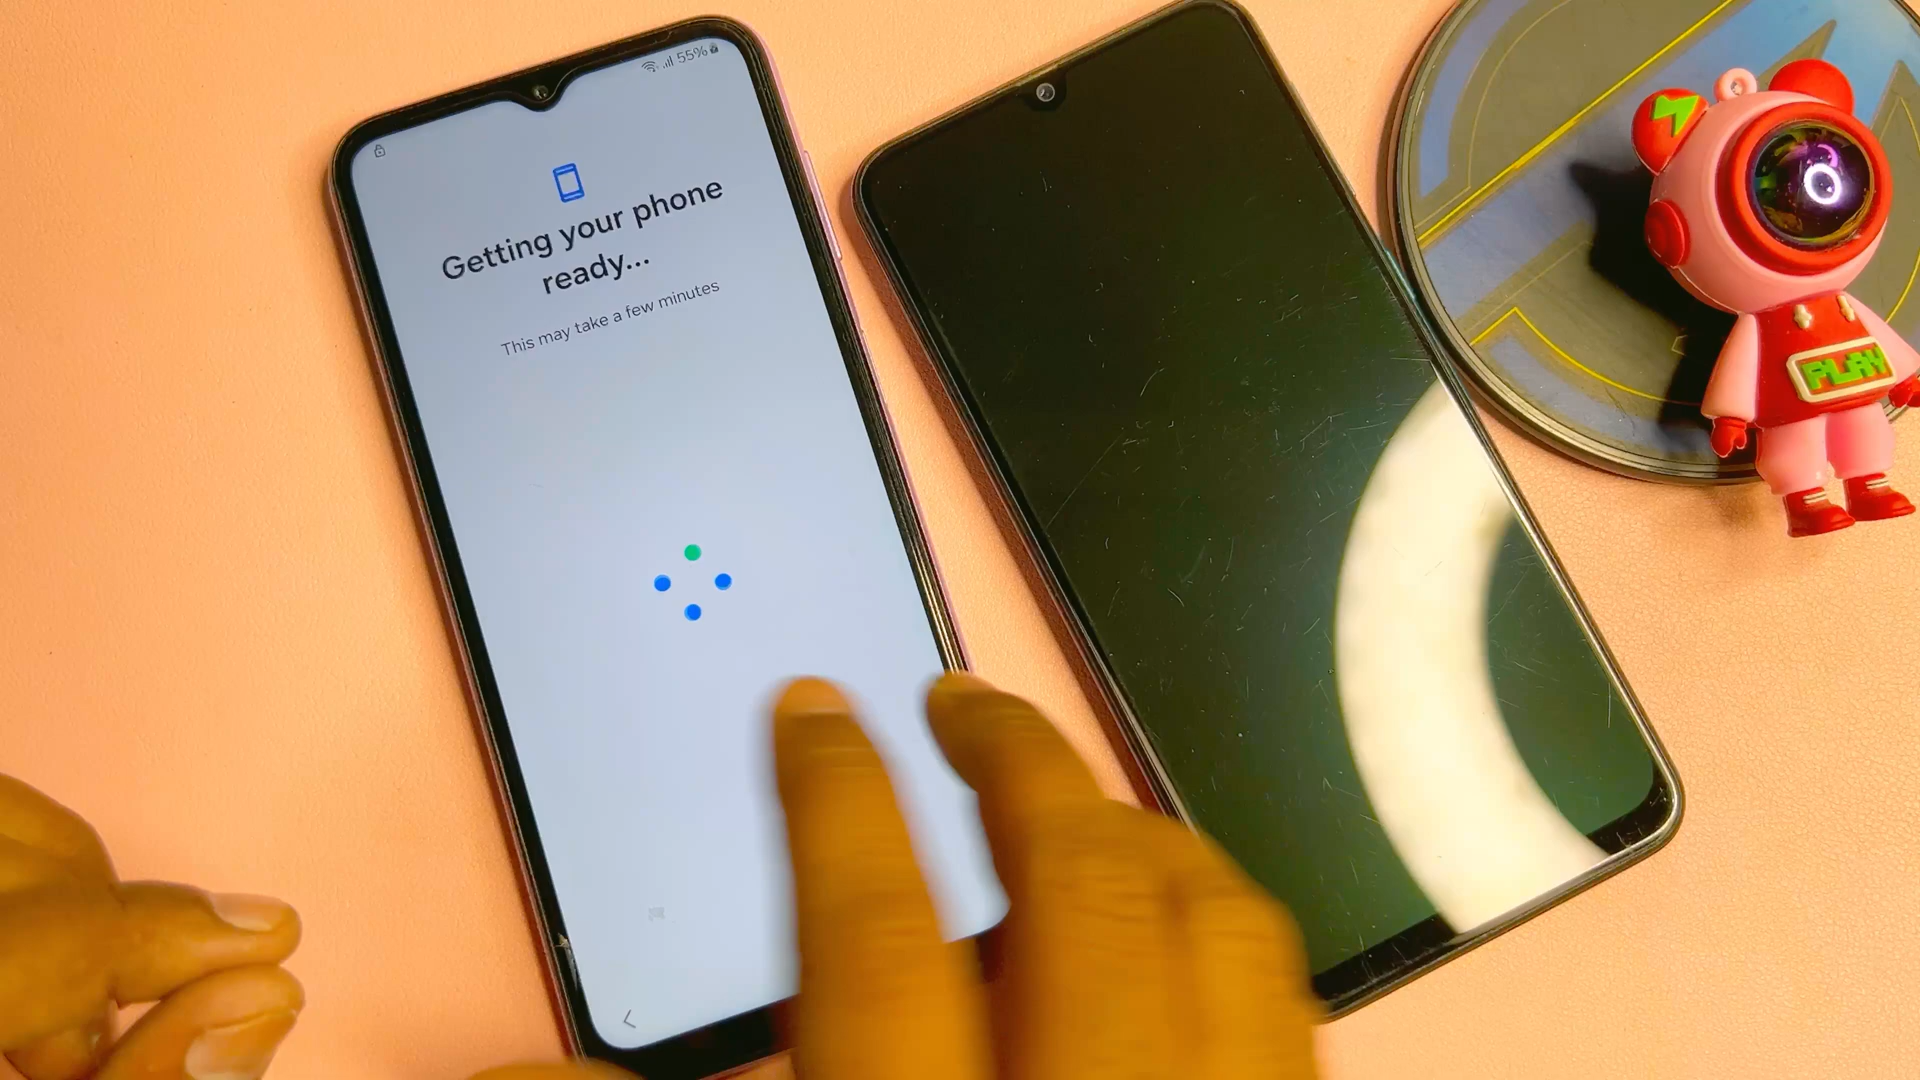 55%
Getting your phone
ready...
This may take a few minutes
PLAY